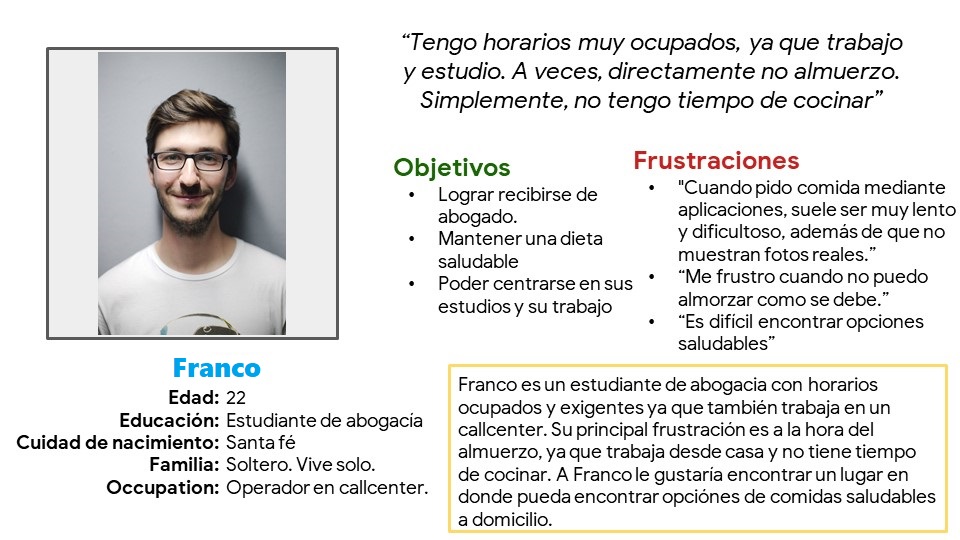 “Tengo horarios muy ocupados, ya que trabajo
y estudio. A veces, directamente no almuerzo.
Simplemente, no tengo tiempo de cocinar”
Objetivos
• Lograr recibirse de
abogado.
• Mantener una dieta
saludable
• Poder centrarse en sus
estudios y su trabajo
Frustraciones
• "Cuando pido comida mediante
aplicaciones, suele ser muy lento
y dificultoso, además de que no
muestran fotos reales.”
• “Me frustro cuando no puedo
almorzar como se debe.”
• “Es difícil encontrar opciones
saludables”
Franco
Edad: 22
Educación: Estudiante de abogacía
Cuidad de nacimiento: Santa fé
Familia: Soltero. Vive solo.
Occupation: Operador en callcenter.
Franco es un estudiante de abogacia con horarios
ocupados y exigentes ya que también trabaja en un
callcenter. Su principal frustración es a la hora del
almuerzo, ya que trabaja desde casa y no tiene tiempo
de cocinar. A Franco le gustaría encontrar un lugar en
donde pueda encontrar opciónes de comidas saludables
a domicilio.